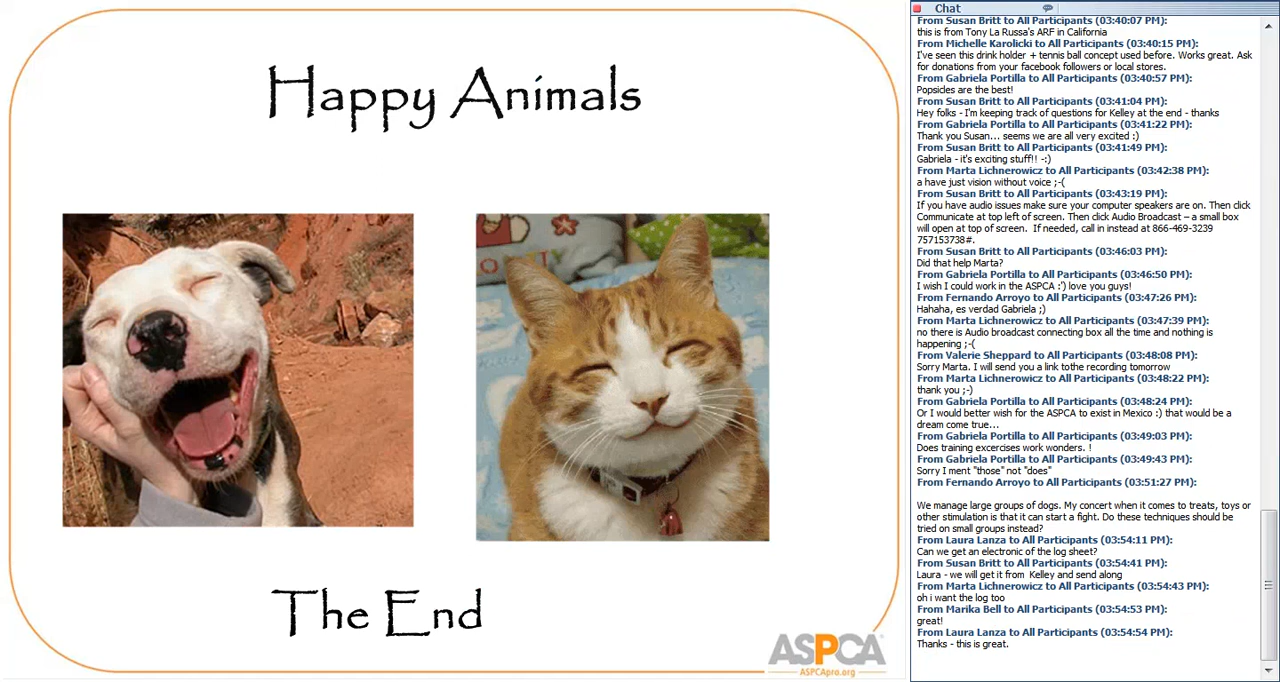 Happy Animals
The End
ASPCA
ASPCApro.org
Chat
From Susan Britt to All Participants (03:40:07 PM):
this is from Tony La Russa's ARF in California
From Michelle Karolicki to All Participants (03:40:15 PM):
I've seen this drink holder + tennis ball concept used before. Works great. Ask
for donations from your facebook followers or local stores.
From Gabriela Portilla to All Participants (03:40:57 PM):
Popsicles are the best!
From Susan Britt to All Participants (03:41:04 PM):
Hey folks - I'm keeping track of questions for Kelley at the end - thanks
From Gabriela Portilla to All Participants (03:41:22 PM):
Thank you Susan... seems we are all very excited :)
From Susan Britt to All Participants (03:41:49 PM):
Gabriela - it's exciting stuff!! -:)
From Marta Lichnerowicz to All Participants (03:42:38 PM):
a have just vision without voice ;-(
From Susan Britt to All Participants (03:43:19 PM):
If you have audio issues make sure your computer speakers are on. Then click
Communicate at top left of screen. Then click Audio Broadcast – a small box
will open at top of screen.  If needed, call in instead at 866-469-3239
757153738#.
From Susan Britt to All Participants (03:46:03 PM):
Did that help Marta?
From Gabriela Portilla to All Participants (03:46:50 PM):
I wish I could work in the ASPCA :') love you guys!
From Fernando Arroyo to All Participants (03:47:26 PM):
Hahaha, es verdad Gabriela ;)
From Marta Lichnerowicz to All Participants (03:47:39 PM):
no there is Audio broadcast connecting box all the time and nothing is
happening ;-(
From Valerie Sheppard to All Participants (03:48:08 PM):
Sorry Marta. I will send you a link tothe recording tomorrow
From Marta Lichnerowicz to All Participants (03:48:22 PM):
thank you ;-)
From Gabriela Portilla to All Participants (03:48:24 PM):
Or I would better wish for the ASPCA to exist in Mexico :) that would be a
dream come true...
From Gabriela Portilla to All Participants (03:49:03 PM):
Does training excercises work wonders. !
From Gabriela Portilla to All Participants (03:49:43 PM):
Sorry I ment "those" not "does"
From Fernando Arroyo to All Participants (03:51:27 PM):
We manage large groups of dogs. My concert when it comes to treats, toys or
other stimulation is that it can start a fight. Do these techniques should be
tried on small groups instead?
From Laura Lanza to All Participants (03:54:11 PM):
Can we get an electronic of the log sheet?
From Susan Britt to All Participants (03:54:41 PM):
Laura - we will get it from  Kelley and send along
From Marta Lichnerowicz to All Participants (03:54:43 PM):
oh i want the log too
From Marika Bell to All Participants (03:54:53 PM):
great!
From Laura Lanza to All Participants (03:54:54 PM):
Thanks - this is great.